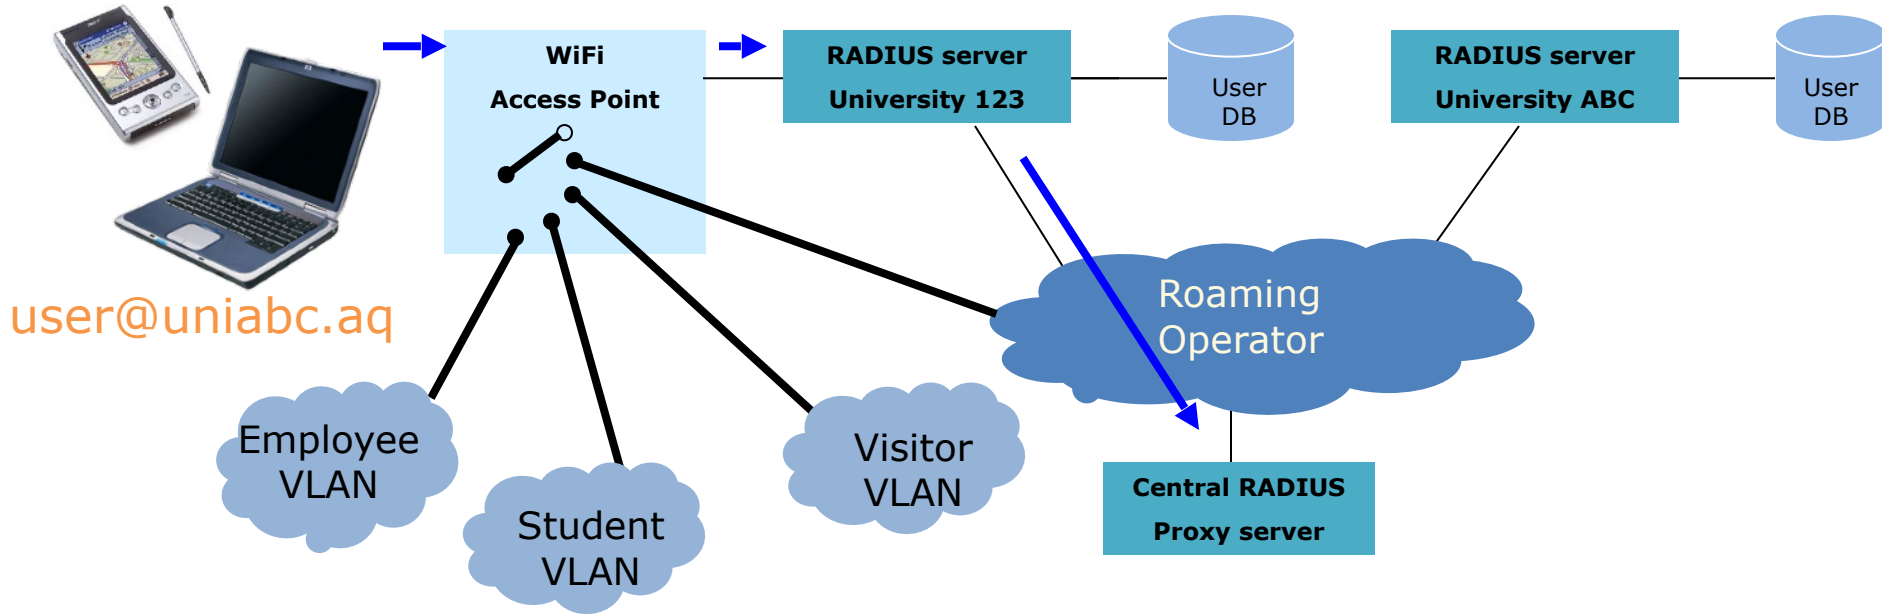 WiFi
Access Point
RADIUS server
University 123
User
DB
RADIUS server
University ABC
User
DB
user@uniabc.aq
Roaming
Operator
Employee
VLAN
Student
VLAN
Visitor
VLAN
Central RADIUS
Proxy server